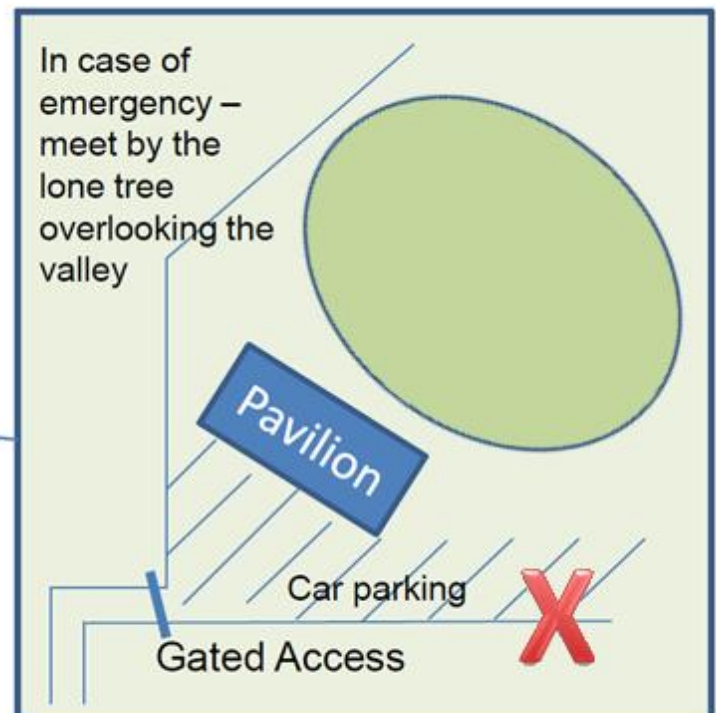 In case of
emergency –
meet by the
lone tree
overlooking the
valley
Pavilion
Car parking
Gated Access